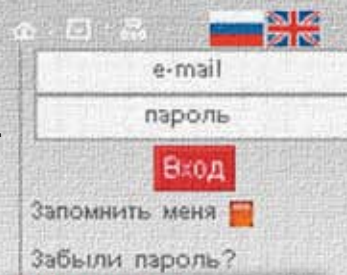 e-mail
пароль
Вход
Запомнить меня
Забыли пароль?